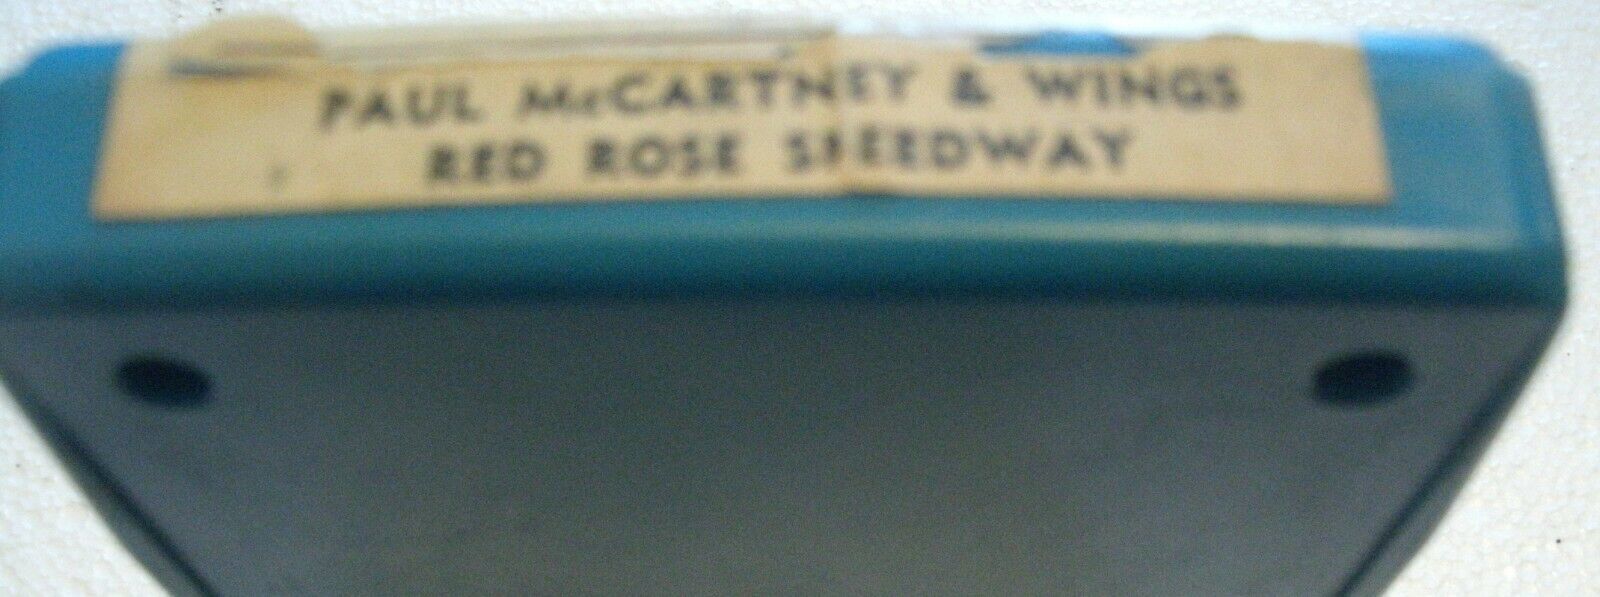 PAUL McCARTNEY & WINGS
RED ROSE SPEEDWAY